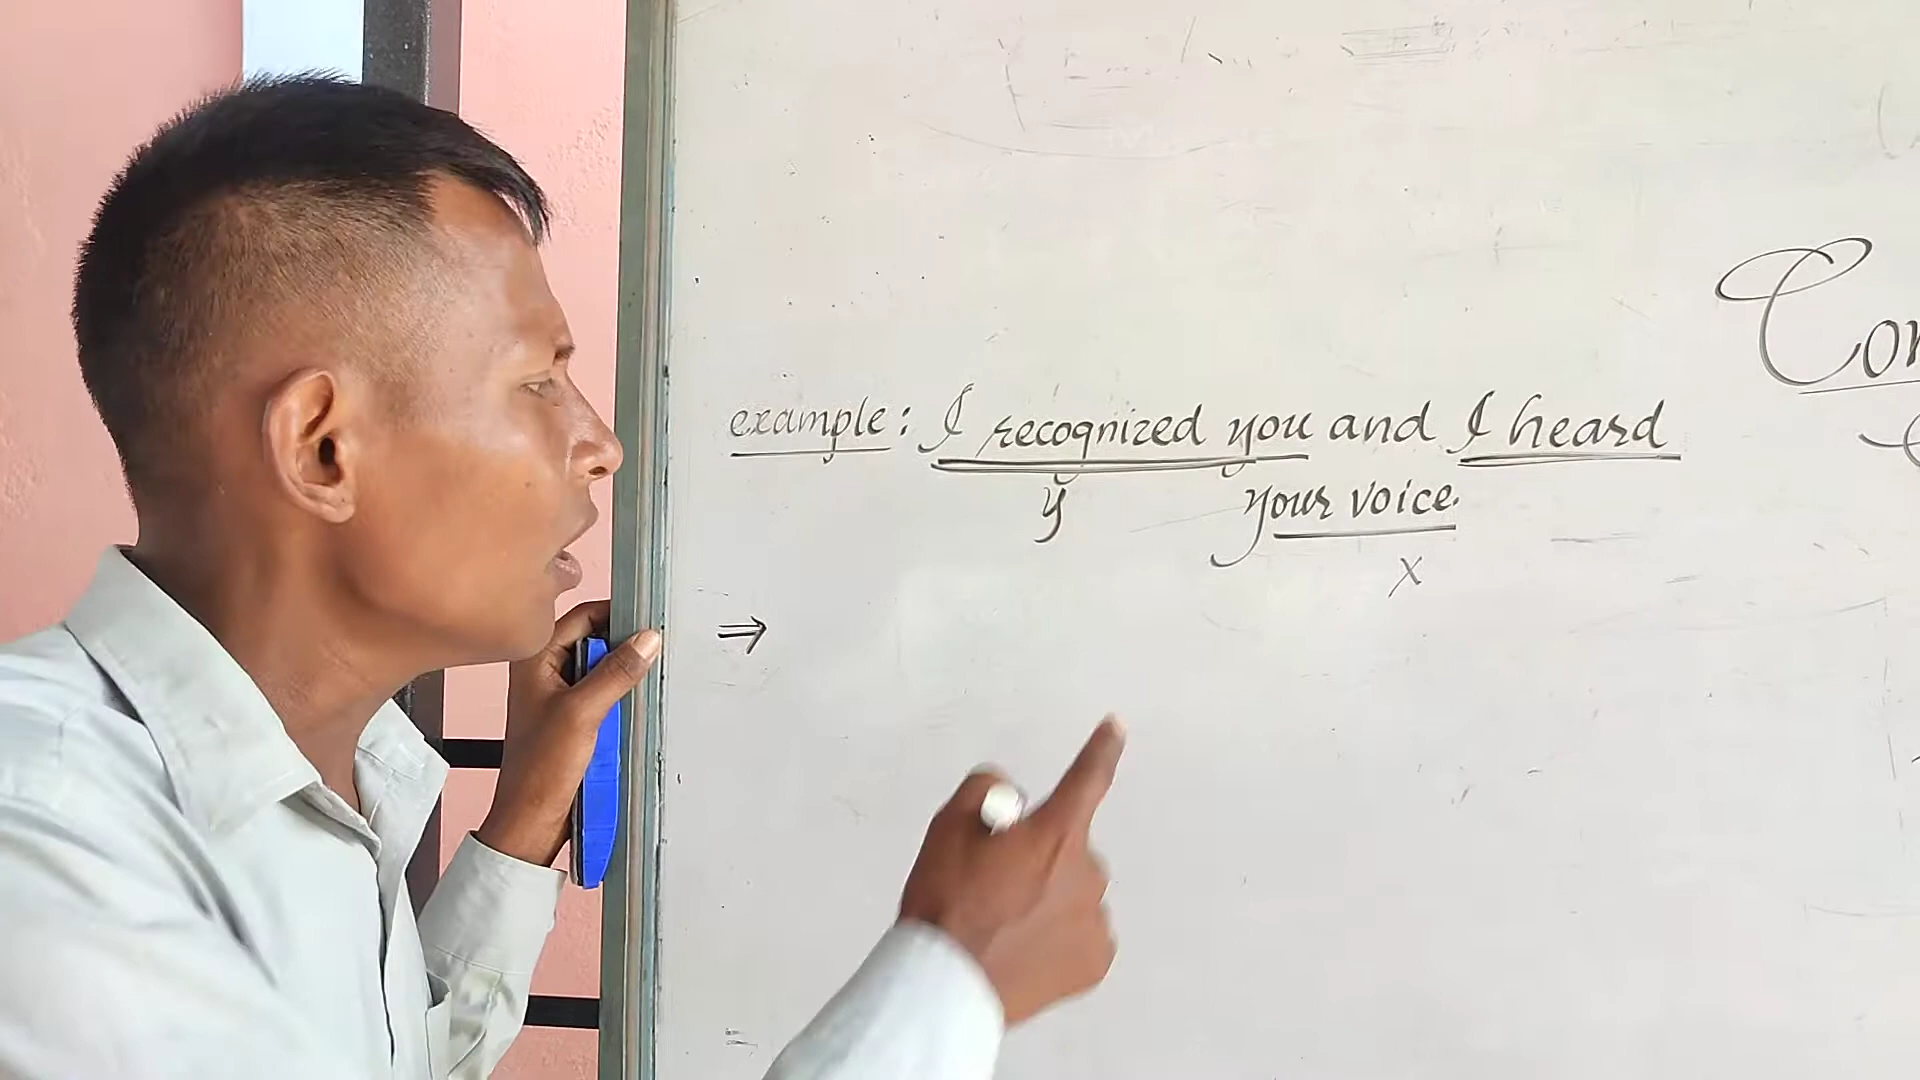 example: I recognized you and I heard
y your voice.
x
⇒